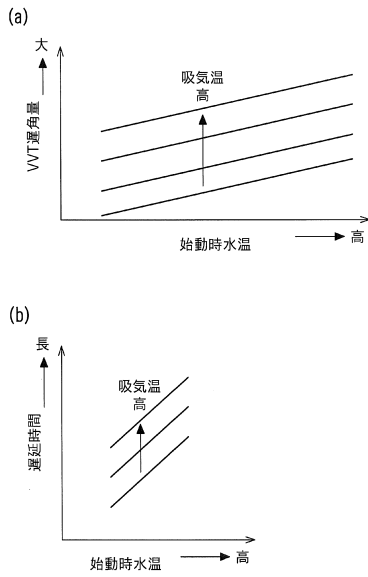 (a)
大
VVT遅角量
吸気温
高
始動時水温
高
(b)
長
遅延時間
吸気温
高
始動時水温
高